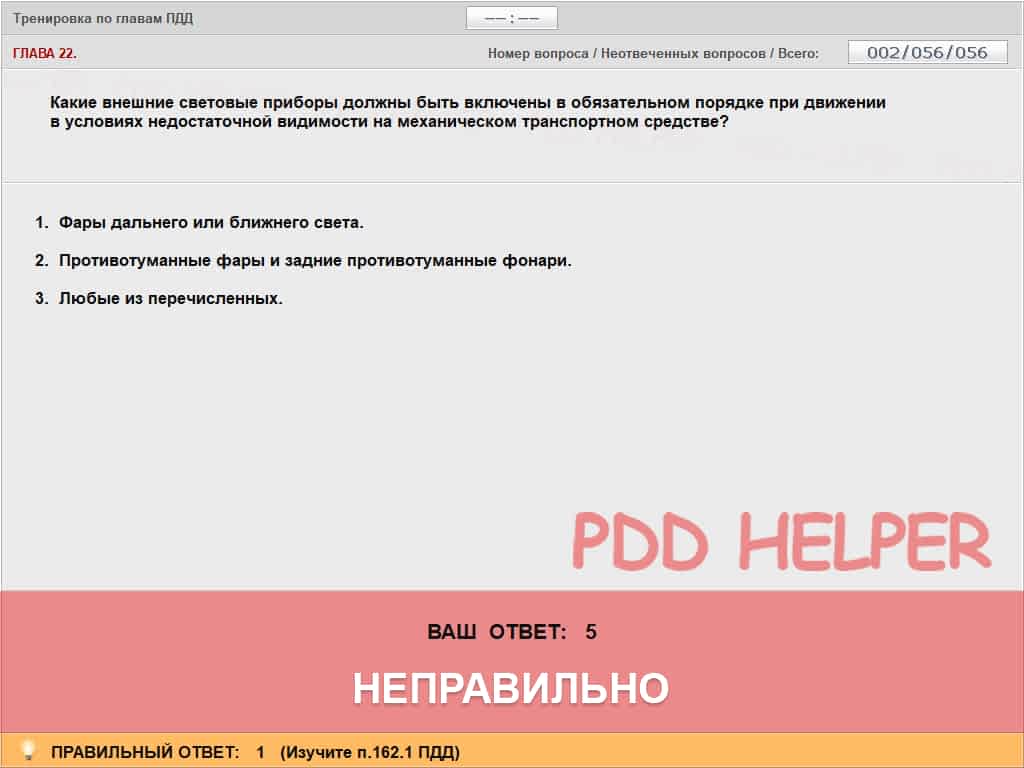 Тренировка по главам ПДД
—— : ——
ГЛАВА 22.
Номер вопроса / Неотвеченных вопросов / Всего: 002/056/056
Какие внешние световые приборы должны быть включены в обязательном порядке при движении
в условиях недостаточной видимости на механическом транспортном средстве?
1. Фары дальнего или ближнего света.
2. Противотуманные фары и задние противотуманные фонари.
3. Любые из перечисленных.
PDD HELPER
ВАШ ОТВЕТ: 5
НЕПРАВИЛЬНО
ПРАВИЛЬНЫЙ ОТВЕТ: 1 (Изучите п.162.1 ПДД)